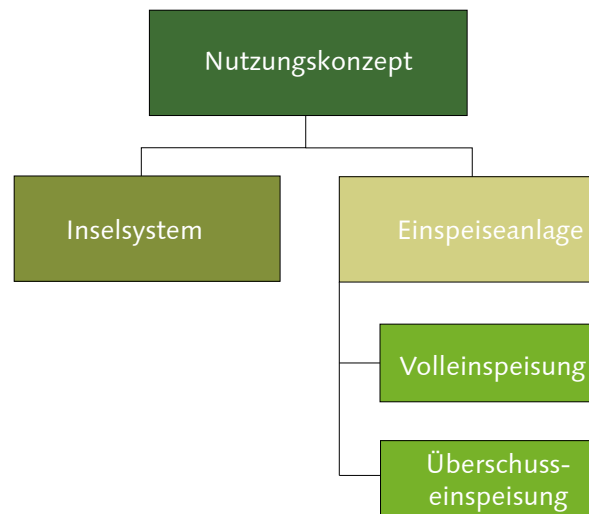 Nutzungskonzept
Inselsystem
Einspeiseanlage
Volleinspeisung
Überschuss-
einspeisung